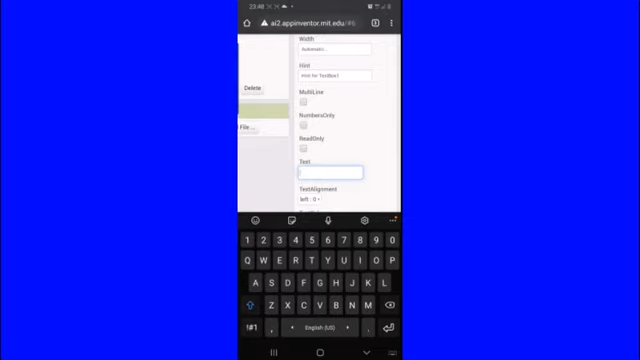 23:48
ai2.appinventor.mit.edu/#6
Width
Automatic...
Hint
Hint for TextBox1
Delete
MultiLine
NumbersOnly
File ...
ReadOnly
Text
TextAlignment
left : 0
1 2 3 4 5 6 7 8 9 0
Q W E R T Y U I O P
A S D F G H J K L
Z X C V B N M
!#1 , English (US) .